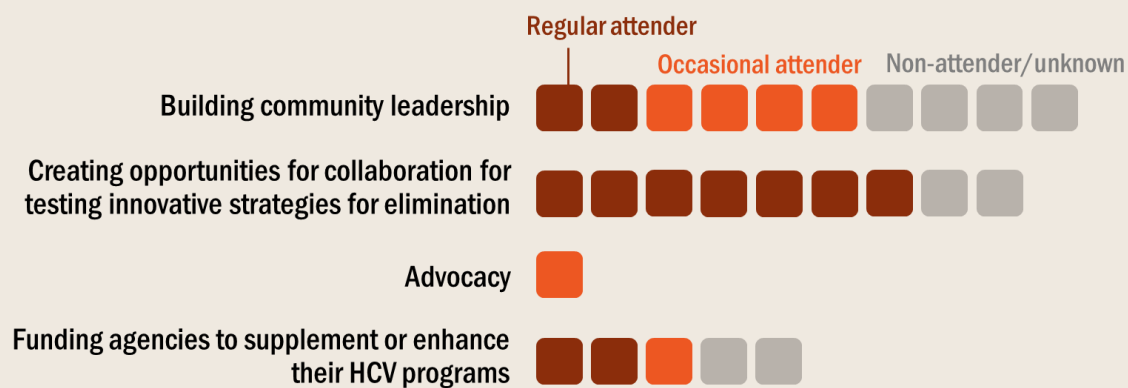 Regular attender
Occasional attender
Non-attender/unknown
Building community leadership
Creating opportunities for collaboration for
testing innovative strategies for elimination
Advocacy
Funding agencies to supplement or enhance
their HCV programs